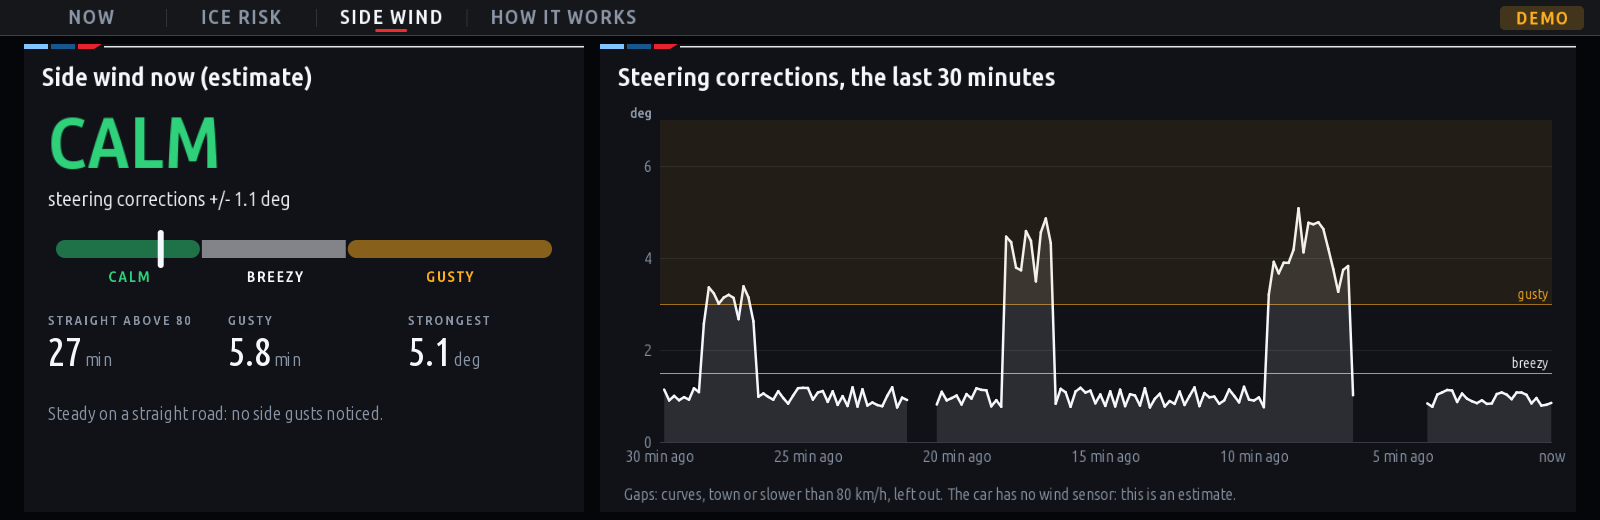 NOW
ICE RISK
SIDE WIND
HOW IT WORKS
DEMO
Side wind now (estimate)
CALM
steering corrections +/- 1.1 deg
CALM
BREEZY
GUSTY
STRAIGHT ABOVE 80
GUSTY
STRONGEST
27 min
5.8 min
5.1 deg
Steady on a straight road: no side gusts noticed.
Steering corrections, the last 30 minutes
deg
6
4
gusty
2
breezy
0
30 min ago
25 min ago
20 min ago
15 min ago
10 min ago
5 min ago
now
Gaps: curves, town or slower than 80 km/h, left out. The car has no wind sensor: this is an estimate.